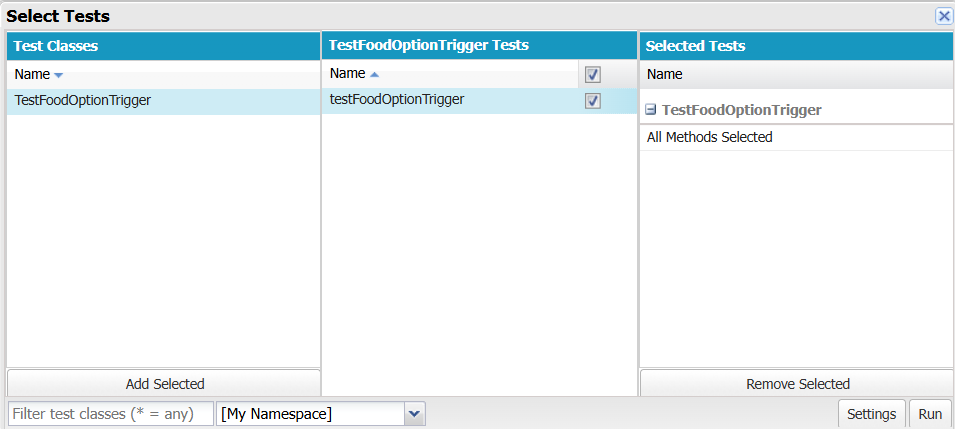 Select Tests
Test Classes
TestFoodOptionTrigger Tests
Selected Tests
Name
Name
Name
TestFoodOptionTrigger
testFoodOptionTrigger
TestFoodOptionTrigger
All Methods Selected
Add Selected
Remove Selected
Filter test classes (* = any)
[My Namespace]
Settings
Run